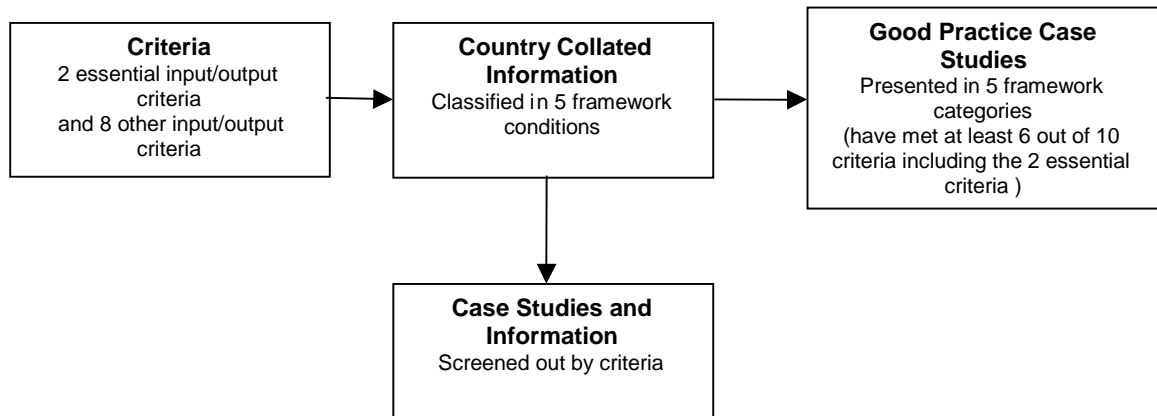 Criteria
2 essential input/output
criteria
and 8 other input/output
criteria
Country Collated
Information
Classified in 5 framework
conditions
Good Practice Case
Studies
Presented in 5 framework
categories
(have met at least 6 out of 10
criteria including the 2 essential
criteria )
Case Studies and
Information
Screened out by criteria